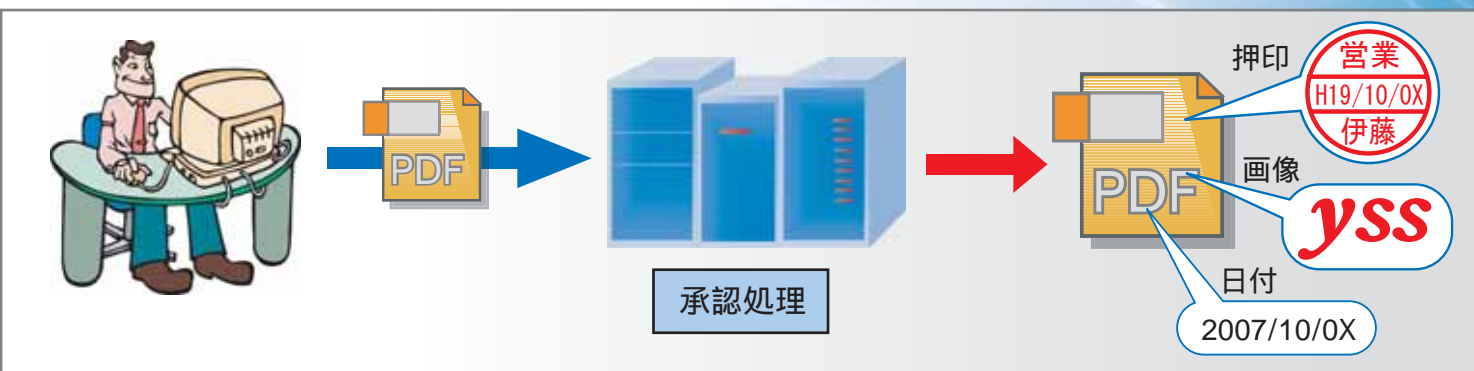 PDF
承認処理
PDF
押印
営業
H19/10/0X
伊藤
画像
yss
日付
2007/10/0X